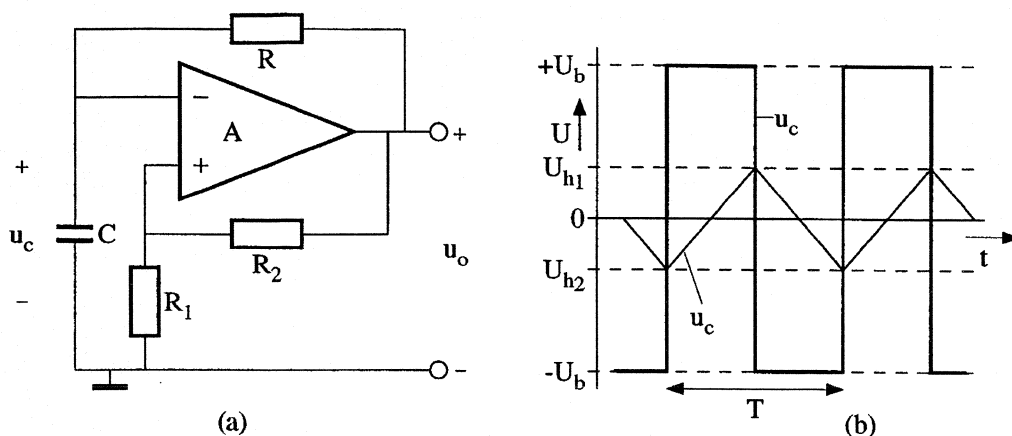 R
−
A
+
+
+
u_c
C
R_2
u_o
R_1
−
−
(a)
+U_b
U
u_c
U_h1
0
t
U_h2
u_c
-U_b
T
(b)